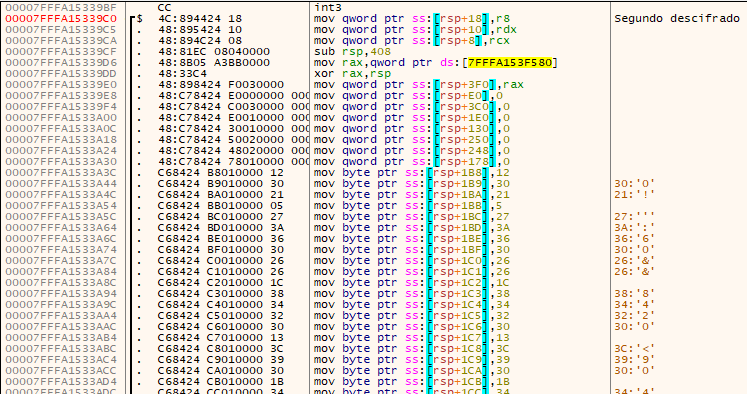 00007FFFA15339BF CC int3
00007FFFA15339C0 4C:894424 18 mov qword ptr ss:[rsp+18],r8 Segundo descifrado
00007FFFA15339C5 48:895424 10 mov qword ptr ss:[rsp+10],rdx
00007FFFA15339CA 48:894C24 08 mov qword ptr ss:[rsp+8],rcx
00007FFFA15339CF 48:81EC 08040000 sub rsp,408
00007FFFA15339D6 48:8B05 A3BB0000 mov rax,qword ptr ds:[7FFFA153F580]
00007FFFA15339DD 48:33C4 xor rax,rsp
00007FFFA15339E0 48:898424 F0030000 mov qword ptr ss:[rsp+3F0],rax
00007FFFA15339E8 48:C78424 E0000000 000 mov qword ptr ss:[rsp+E0],0
00007FFFA15339F4 48:C78424 C0030000 000 mov qword ptr ss:[rsp+3C0],0
00007FFFA1533A00 48:C78424 E0010000 000 mov qword ptr ss:[rsp+1E0],0
00007FFFA1533A0C 48:C78424 30010000 000 mov qword ptr ss:[rsp+130],0
00007FFFA1533A18 48:C78424 50020000 000 mov qword ptr ss:[rsp+250],0
00007FFFA1533A24 48:C78424 48020000 000 mov qword ptr ss:[rsp+248],0
00007FFFA1533A30 48:C78424 78010000 000 mov qword ptr ss:[rsp+178],0
00007FFFA1533A3C C68424 B8010000 12 mov byte ptr ss:[rsp+1B8],12
00007FFFA1533A44 C68424 B9010000 30 mov byte ptr ss:[rsp+1B9],30 30:'0'
00007FFFA1533A4C C68424 BA010000 21 mov byte ptr ss:[rsp+1BA],21 21:'!'
00007FFFA1533A54 C68424 BB010000 05 mov byte ptr ss:[rsp+1BB],5
00007FFFA1533A5C C68424 BC010000 27 mov byte ptr ss:[rsp+1BC],27 27:'''
00007FFFA1533A64 C68424 BD010000 3A mov byte ptr ss:[rsp+1BD],3A 3A:':'
00007FFFA1533A6C C68424 BE010000 36 mov byte ptr ss:[rsp+1BE],36 36:'6'
00007FFFA1533A74 C68424 BF010000 30 mov byte ptr ss:[rsp+1BF],30 30:'0'
00007FFFA1533A7C C68424 C0010000 26 mov byte ptr ss:[rsp+1C0],26 26:'&'
00007FFFA1533A84 C68424 C1010000 26 mov byte ptr ss:[rsp+1C1],26 26:'&'
00007FFFA1533A8C C68424 C2010000 1C mov byte ptr ss:[rsp+1C2],1C
00007FFFA1533A94 C68424 C3010000 38 mov byte ptr ss:[rsp+1C3],38 38:'8'
00007FFFA1533A9C C68424 C4010000 34 mov byte ptr ss:[rsp+1C4],34 34:'4'
00007FFFA1533AA4 C68424 C5010000 32 mov byte ptr ss:[rsp+1C5],32 32:'2'
00007FFFA1533AAC C68424 C6010000 30 mov byte ptr ss:[rsp+1C6],30 30:'0'
00007FFFA1533AB4 C68424 C7010000 13 mov byte ptr ss:[rsp+1C7],13
00007FFFA1533ABC C68424 C8010000 3C mov byte ptr ss:[rsp+1C8],3C 3C:'<'
00007FFFA1533AC4 C68424 C9010000 39 mov byte ptr ss:[rsp+1C9],39 39:'9'
00007FFFA1533ACC C68424 CA010000 30 mov byte ptr ss:[rsp+1CA],30 30:'0'
00007FFFA1533AD4 C68424 CB010000 1B mov byte ptr ss:[rsp+1CB],1B
00007FFFA1533ADC C68424 CC010000 34 mov byte ptr ss:[rsp+1CC],34 34:'4'